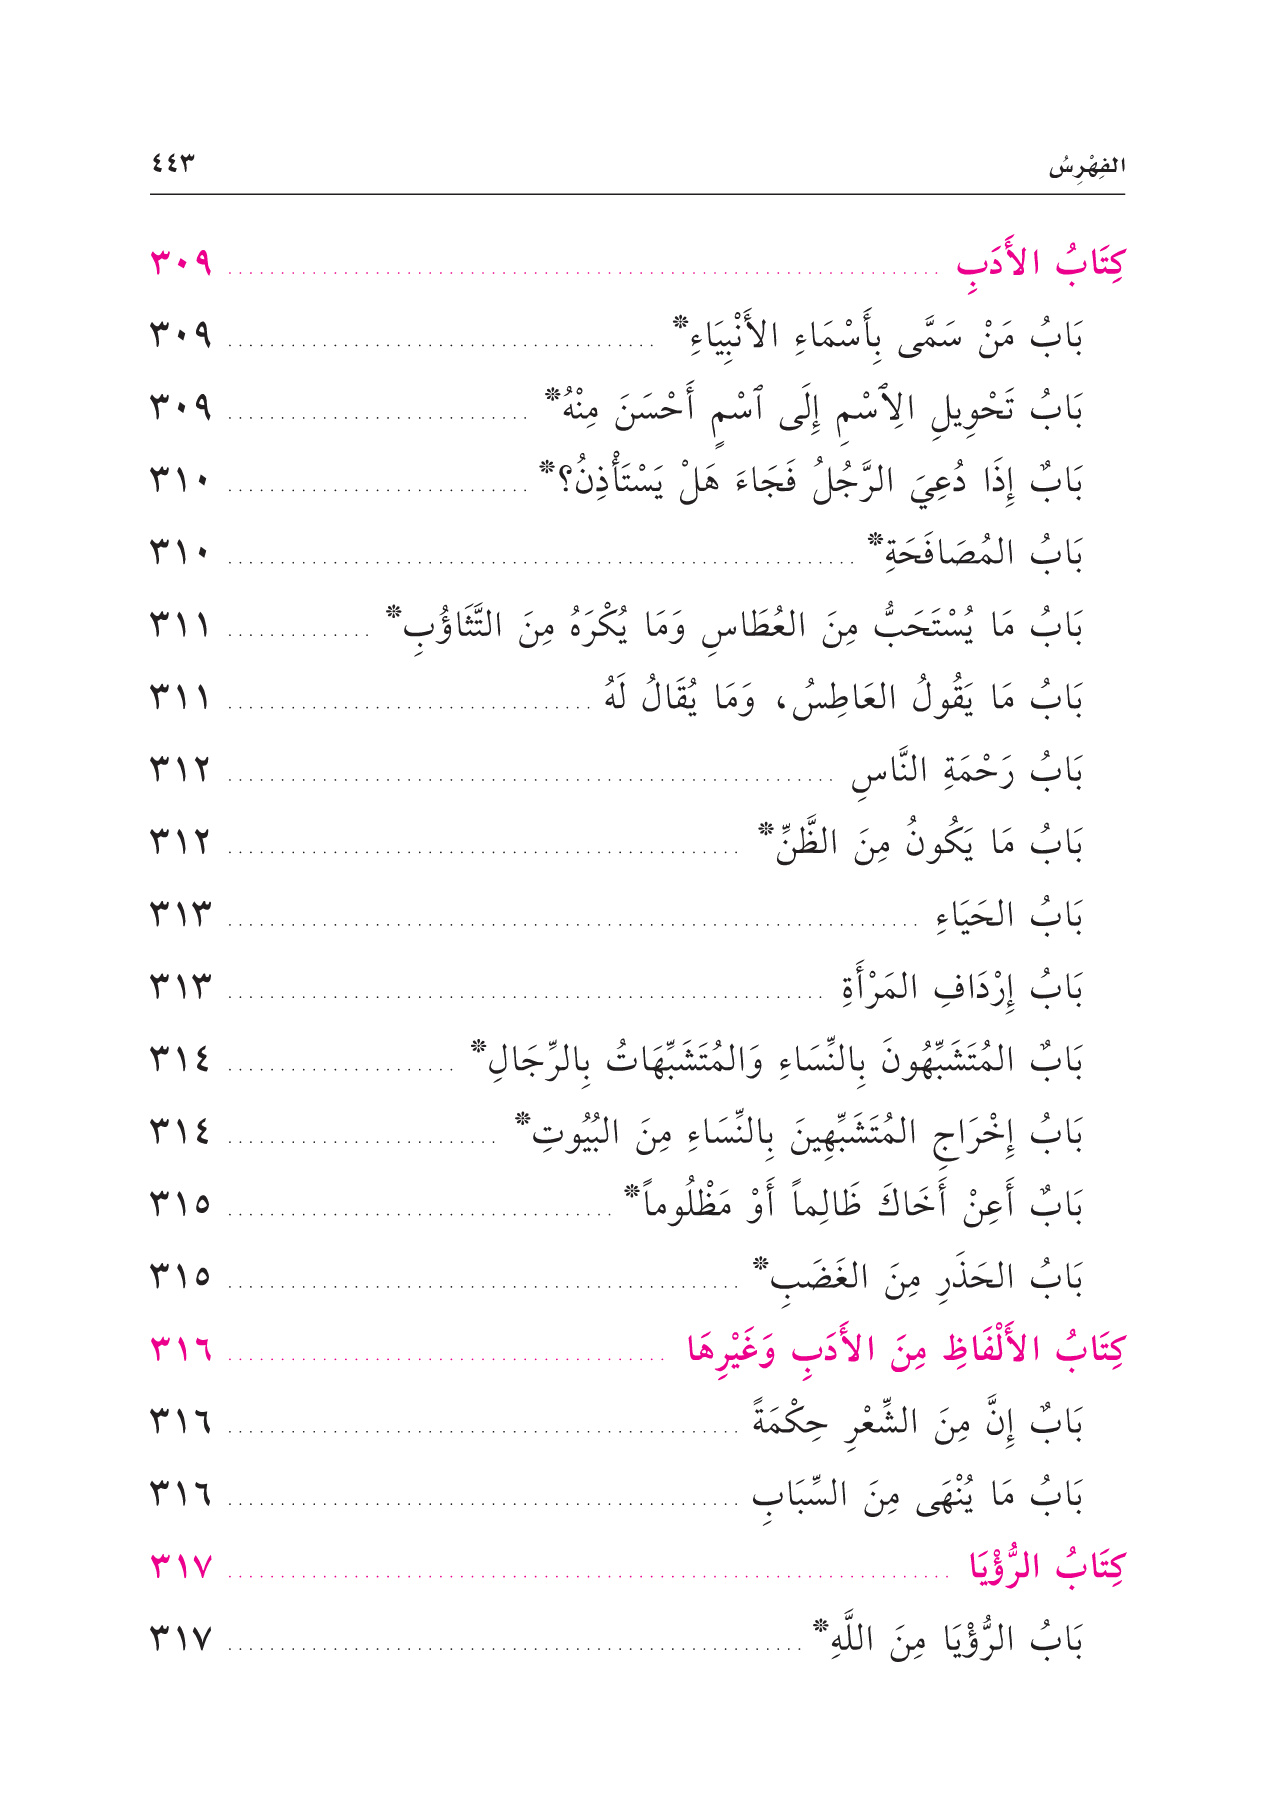 الفِهْرِسُ ٤٤٣
كِتَابُ الأَدَبِ ٣٠٩
بَابُ مَنْ سَمَّى بِأَسْمَاءِ الأَنْبِيَاءِ* ٣٠٩
بَابُ تَحْوِيلِ الِٱسْمِ إِلَى ٱسْمٍ أَحْسَنَ مِنْهُ* ٣٠٩
بَابٌ إِذَا دُعِيَ الرَّجُلُ فَجَاءَ هَلْ يَسْتَأْذِنُ؟* ٣١٠
بَابُ المُصَافَحَةِ* ٣١٠
بَابُ مَا يُسْتَحَبُّ مِنَ العُطَاسِ وَمَا يُكْرَهُ مِنَ التَّثَاؤُبِ* ٣١١
بَابُ مَا يَقُولُ العَاطِسُ، وَمَا يُقَالُ لَهُ ٣١١
بَابُ رَحْمَةِ النَّاسِ ٣١٢
بَابُ مَا يَكُونُ مِنَ الظَّنِّ* ٣١٢
بَابُ الحَيَاءِ ٣١٣
بَابُ إِرْدَافِ المَرْأَةِ ٣١٣
بَابٌ المُتَشَبِّهُونَ بِالنِّسَاءِ وَالمُتَشَبِّهَاتُ بِالرِّجَالِ* ٣١٤
بَابُ إِخْرَاجِ المُتَشَبِّهِينَ بِالنِّسَاءِ مِنَ البُيُوتِ* ٣١٤
بَابٌ أَعِنْ أَخَاكَ ظَالِماً أَوْ مَظْلُوماً* ٣١٥
بَابُ الحَذَرِ مِنَ الغَضَبِ* ٣١٥
كِتَابُ الأَلْفَاظِ مِنَ الأَدَبِ وَغَيْرِهَا ٣١٦
بَابٌ إِنَّ مِنَ الشِّعْرِ حِكْمَةً ٣١٦
بَابُ مَا يُنْهَى مِنَ السِّبَابِ ٣١٦
كِتَابُ الرُّؤْيَا ٣١٧
بَابُ الرُّؤْيَا مِنَ اللَّهِ* ٣١٧